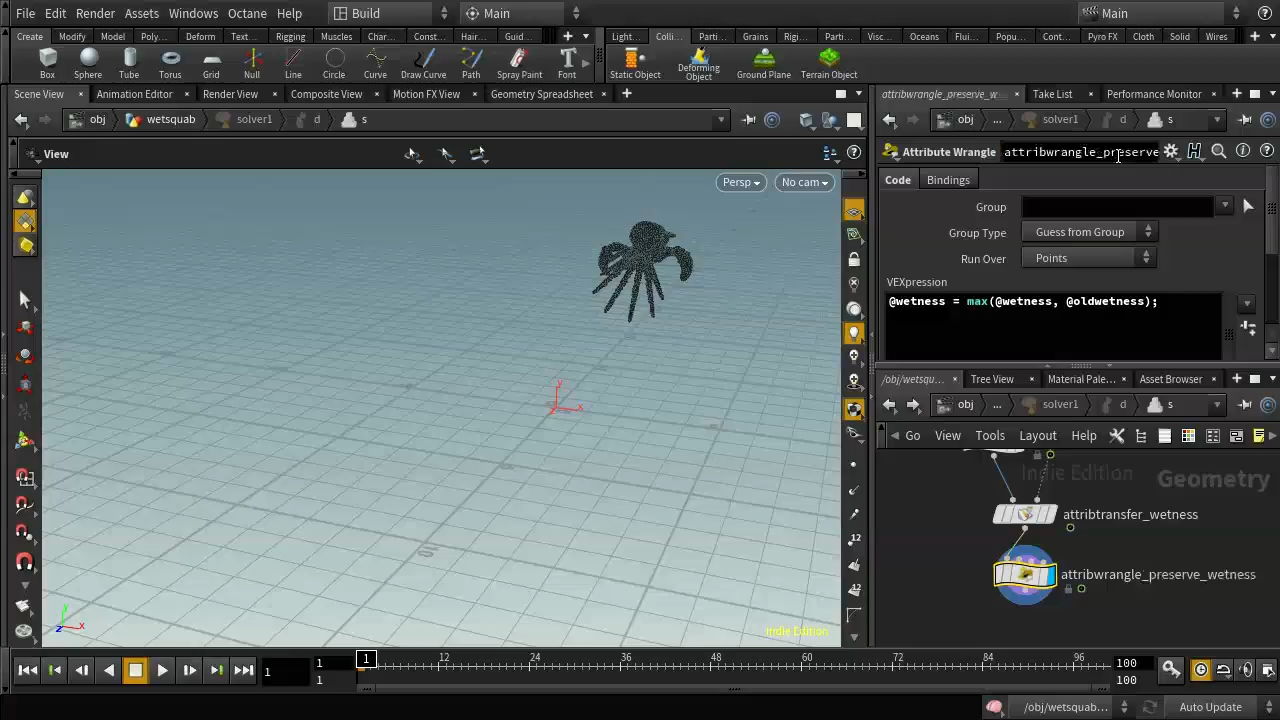 File Edit Render Assets Windows Octane Help Build Main Main
Create Modify Model Poly... Deform Text... Rigging Muscles Char... Const... Hair... Guid... Light... Colli... Parti... Grains Rigi... Parti... Visc... Oceans Flui... Popu... Cont... Pyro FX Cloth Solid Wires
Box Sphere Tube Torus Grid Null Line Circle Curve Draw Curve Path Spray Paint Font Static Object Deforming Object Ground Plane Terrain Object
Scene View Animation Editor Render View Composite View Motion FX View Geometry Spreadsheet
attribwrangle_preserve_w... Take List Performance Monitor
obj wetsquab solver1 d s
obj ... solver1 d s
View
Attribute Wrangle attribwrangle_preserve
Persp No cam
Code Bindings
Group
Group Type Guess from Group
Run Over Points
VEXpression
@wetness = max(@wetness, @oldwetness);
/obj/wetsqu... Tree View Material Pale... Asset Browser
obj ... solver1 d s
Go View Tools Layout Help
Indie Edition
Geometry
attribtransfer_wetness
attribwrangle_preserve_wetness
10
12
12
y
x
z
y
z x
Indie Edition
1 1 1 1 12 24 36 48 60 72 84 96 100
100
/obj/wetsquab... Auto Update